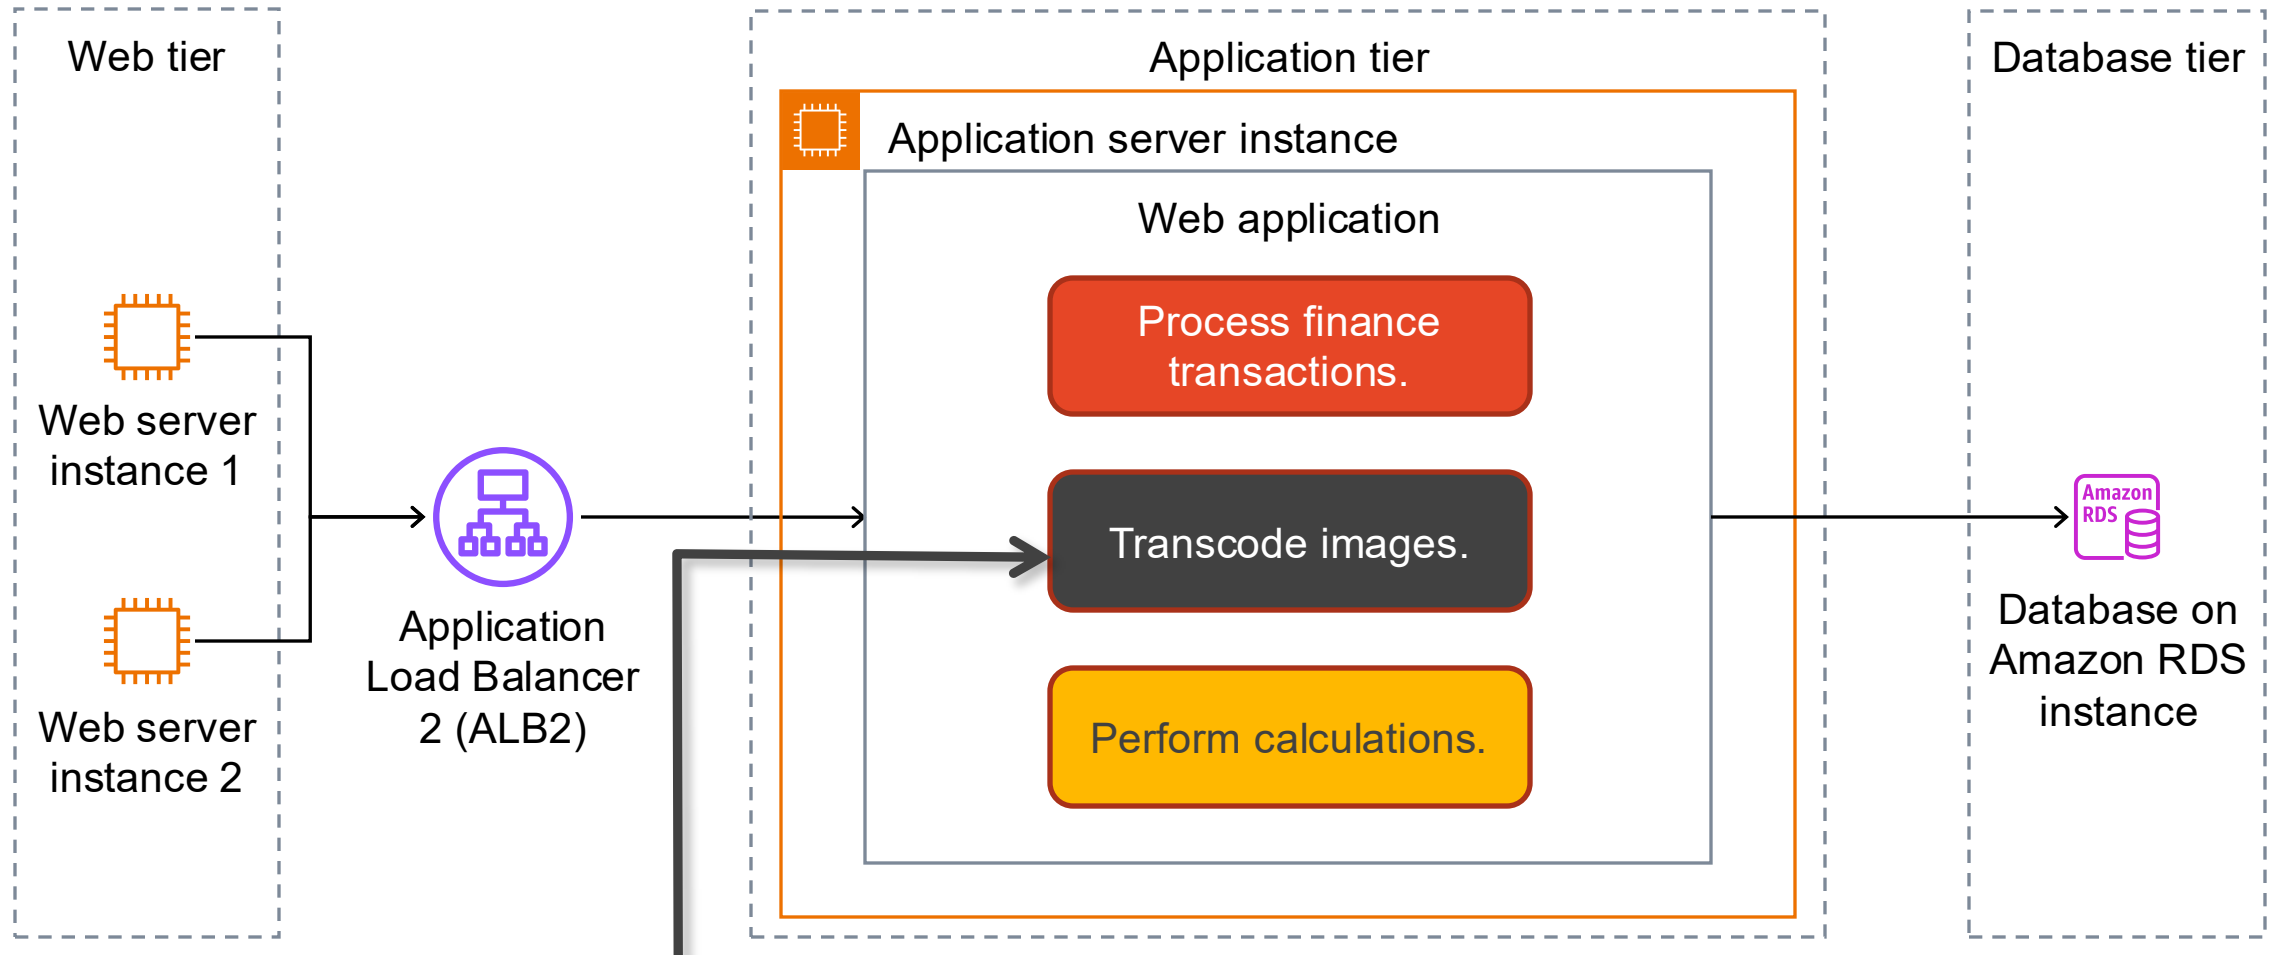 Web tier
Application tier
Database tier
Application server instance
Web application
Process finance
transactions.
Web server
instance 1
Transcode images.
Amazon
RDS
Application
Load Balancer
2 (ALB2)
Database on
Amazon RDS
instance
Web server
instance 2
Perform calculations.